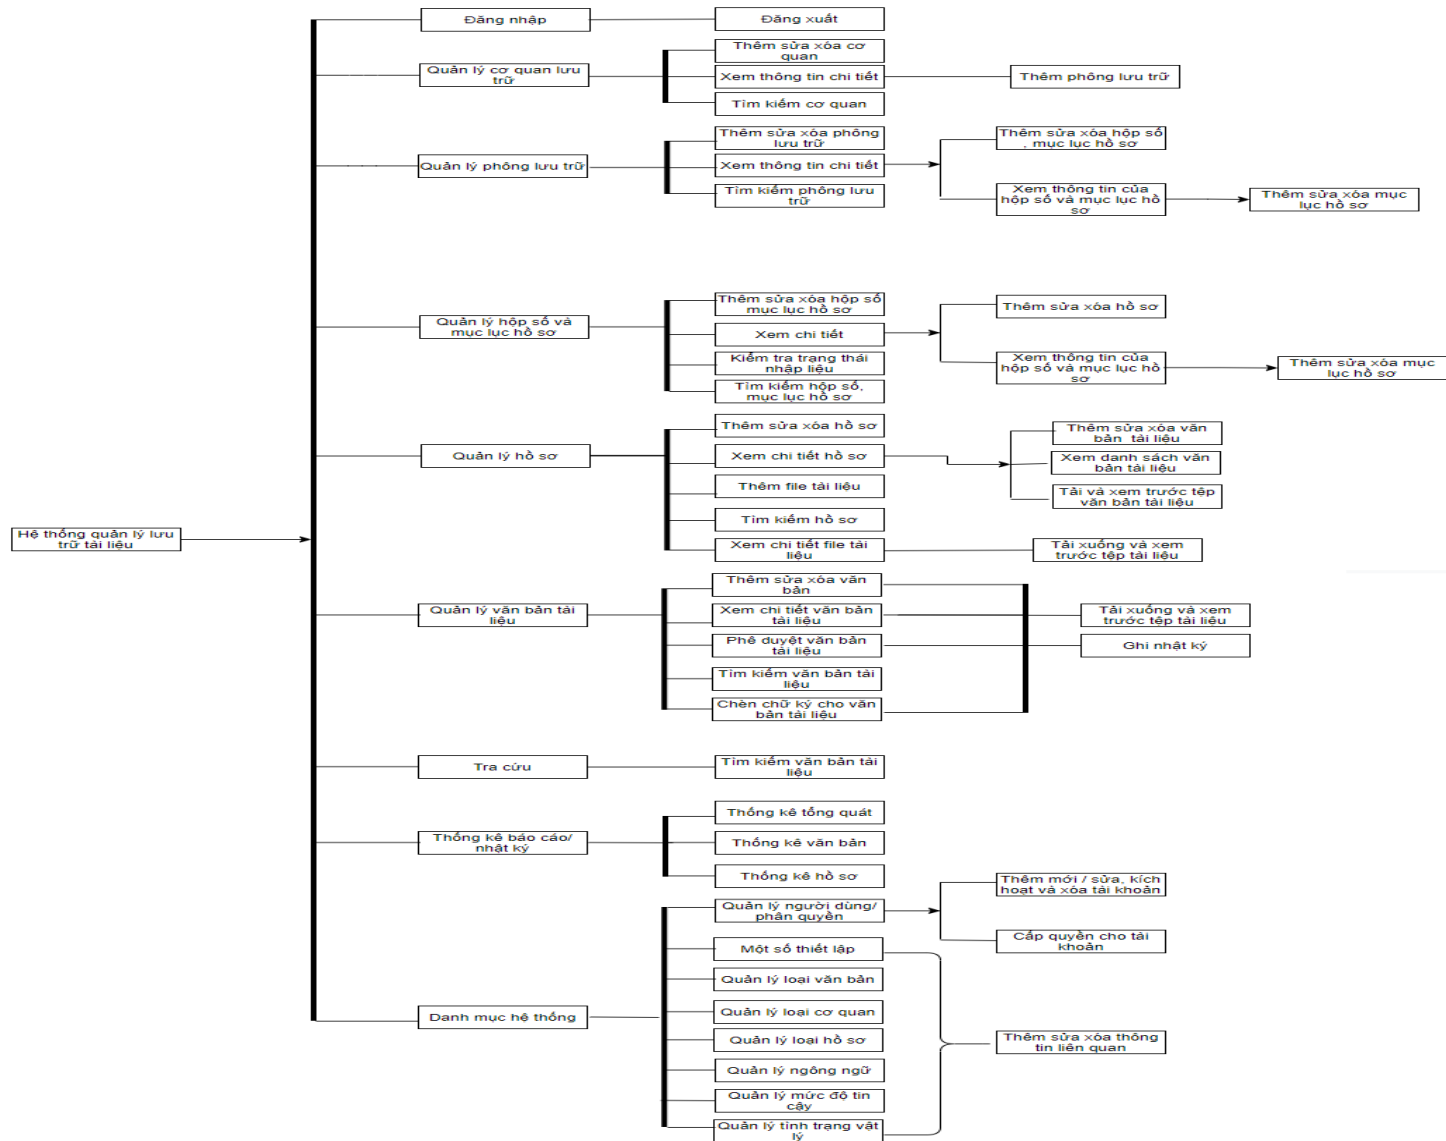 Đăng nhập
Đăng xuất
Quản lý cơ quan lưu
trữ
Thêm sửa xóa cơ
quan
Xem thông tin chi tiết
Thêm phông lưu trữ
Tìm kiếm cơ quan
Quản lý phông lưu trữ
Thêm sửa xóa phông
lưu trữ
Xem thông tin chi tiết
Tìm kiếm phông lưu
trữ
Thêm sửa xóa hộp số
, mục lục hồ sơ
Xem thông tin của
hộp số và mục lục hồ
sơ
Thêm sửa xóa mục
lục hồ sơ
Quản lý hộp số và
mục lục hồ sơ
Thêm sửa xóa hộp số
mục lục hồ sơ
Xem chi tiết
Kiểm tra trạng thái
nhập liệu
Tìm kiếm hộp số,
mục lục hồ sơ
Thêm sửa xóa hồ sơ
Xem thông tin của
hộp số và mục lục hồ
sơ
Thêm sửa xóa mục
lục hồ sơ
Quản lý hồ sơ
Thêm sửa xóa hồ sơ
Xem chi tiết hồ sơ
Thêm file tài liệu
Tìm kiếm hồ sơ
Xem chi tiết file tài
liệu
Thêm sửa xóa văn
bản  tài liệu
Xem danh sách văn
bản tài liệu
Tải và xem trước tệp
văn bản tài liệu
Tải xuống và xem
trước tệp tài liệu
Hệ thống quản lý lưu
trữ tài liệu
Quản lý văn bản tài
liệu
Thêm sửa xóa văn
bản
Xem chi tiết văn bản
tài liệu
Phê duyệt văn bản
tài liệu
Tìm kiếm văn bản tài
liệu
Chèn chữ ký cho văn
bản tài liệu
Tải xuống và xem
trước tệp tài liệu
Ghi nhật ký
Tra cứu
Tìm kiếm văn bản tài
liệu
Thống kê báo cáo/
nhật ký
Thống kê tổng quát
Thống kê văn bản
Thống kê hồ sơ
Danh mục hệ thống
Quản lý người dùng/
phân quyền
Một số thiết lập
Quản lý loại văn bản
Quản lý loại cơ quan
Quản lý loại hồ sơ
Quản lý ngông ngữ
Quản lý mức độ tin
cậy
Quản lý tình trạng vật
lý
Thêm mới / sửa, kích
hoạt và xóa tài khoản
Cấp quyền cho tài
khoản
Thêm sửa xóa thông
tin liên quan